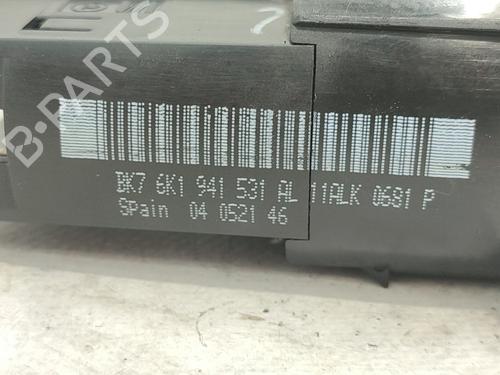 B-PARTS
BK7 6K1 941 531 AL 11ALK 0681 P
SPain 04 0521 46